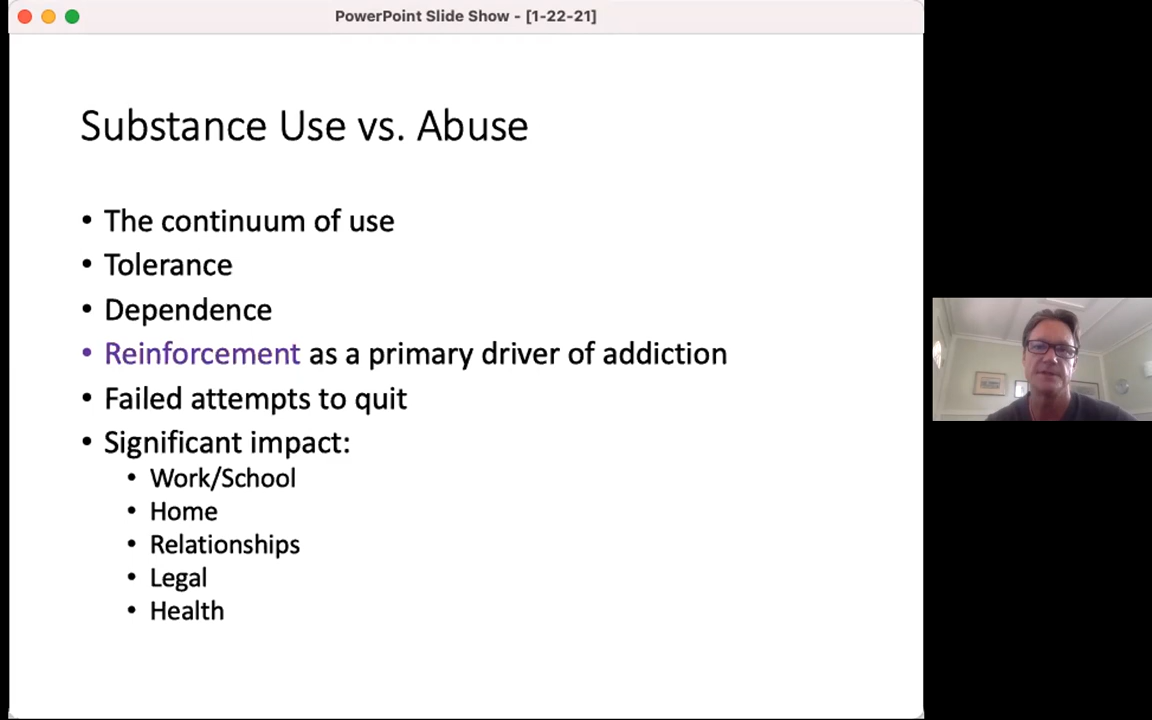 PowerPoint Slide Show - [1-22-21]
Substance Use vs. Abuse
• The continuum of use
• Tolerance
• Dependence
• Reinforcement as a primary driver of addiction
• Failed attempts to quit
• Significant impact:
• Work/School
• Home
• Relationships
• Legal
• Health